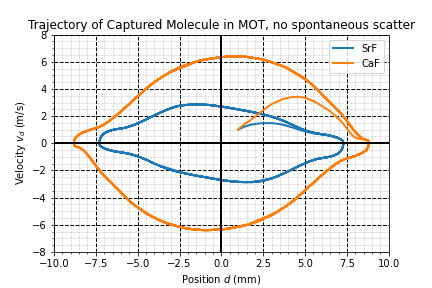 Trajectory of Captured Molecule in MOT, no spontaneous scatter
8
6
4
2
0
−2
−4
−6
−8
Velocity vd (m/s)
SrF
CaF
−10.0 −7.5 −5.0 −2.5 0.0 2.5 5.0 7.5 10.0
Position d (mm)